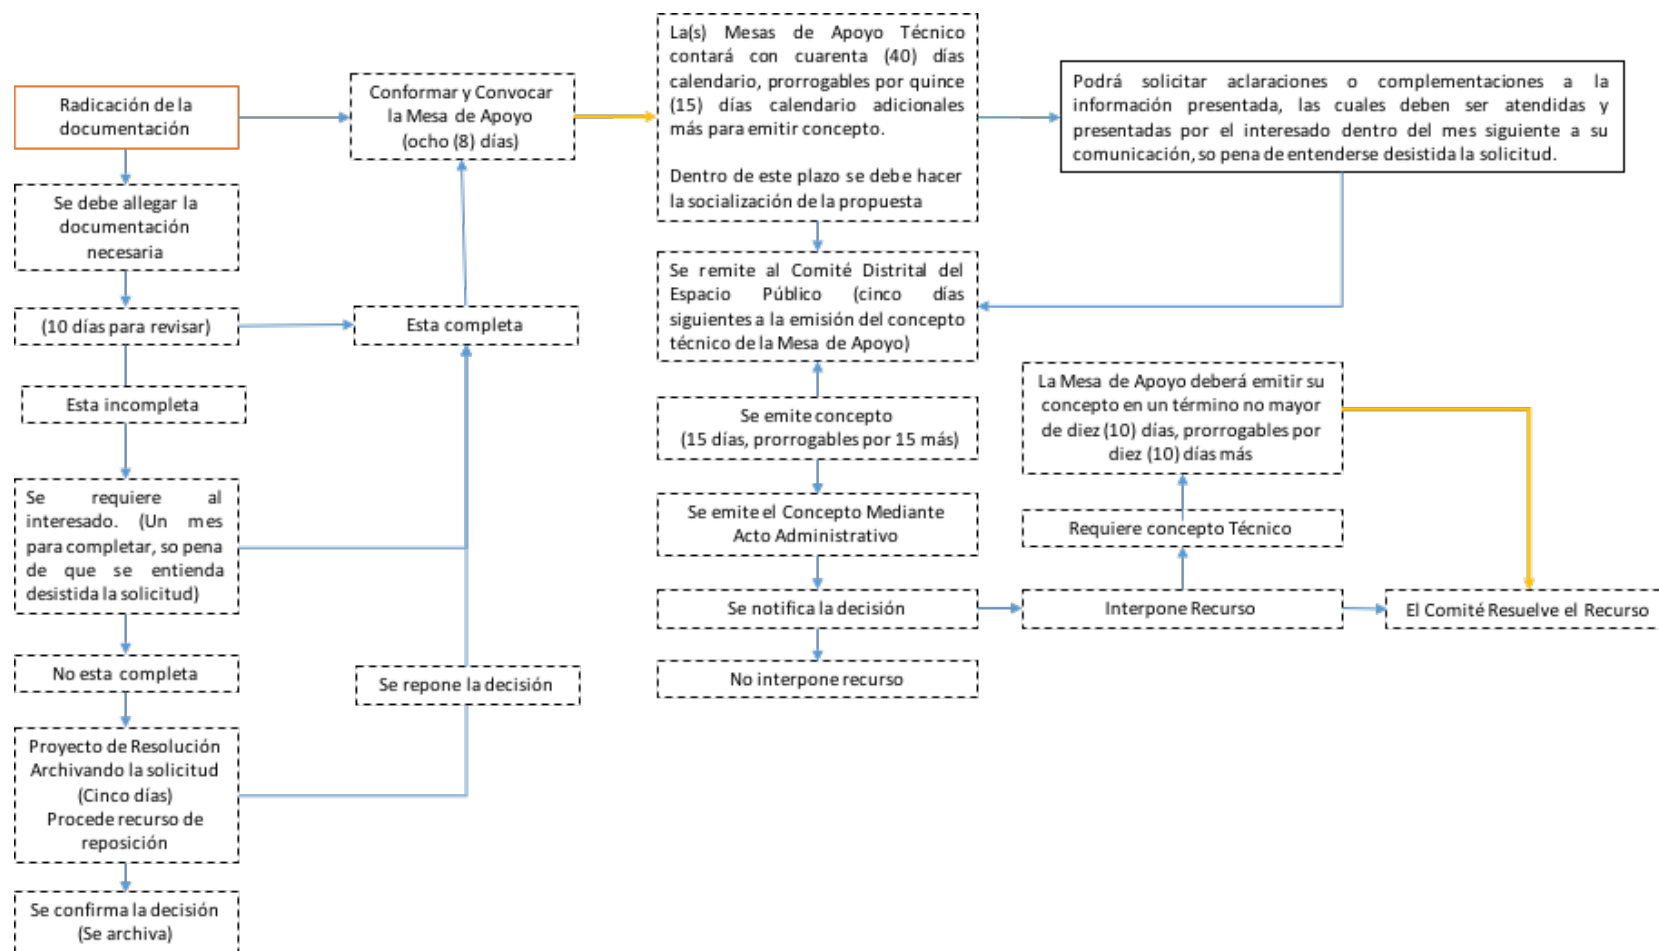 Radicación de la
documentación
Se debe allegar la
documentación
necesaria
(10 días para revisar)
Esta incompleta
Se requiere al
interesado. (Un mes
para completar, so pena
de que se entienda
desistida la solicitud)
No esta completa
Proyecto de Resolución
Archivando la solicitud
(Cinco días)
Procede recurso de
reposición
Se confirma la decisión
(Se archiva)
Conformar y Convocar
la Mesa de Apoyo
(ocho (8) días)
Esta completa
Se repone la decisión
La(s) Mesas de Apoyo Técnico
contará con cuarenta (40) días
calendario, prorrogables por quince
(15) días calendario adicionales
más para emitir concepto.
Dentro de este plazo se debe hacer
la socialización de la propuesta
Se remite al Comité Distrital del
Espacio Público (cinco días
siguientes a la emisión del concepto
técnico de la Mesa de Apoyo)
Se emite concepto
(15 días, prorrogables por 15 más)
Se emite el Concepto Mediante
Acto Administrativo
Se notifica la decisión
No interpone recurso
Podrá solicitar aclaraciones o complementaciones a la
información presentada, las cuales deben ser atendidas y
presentadas por el interesado dentro del mes siguiente a su
comunicación, so pena de entenderse desistida la solicitud.
La Mesa de Apoyo deberá emitir su
concepto en un término no mayor
de diez (10) días, prorrogables por
diez (10) días más
Requiere concepto Técnico
Interpone Recurso
El Comité Resuelve el Recurso